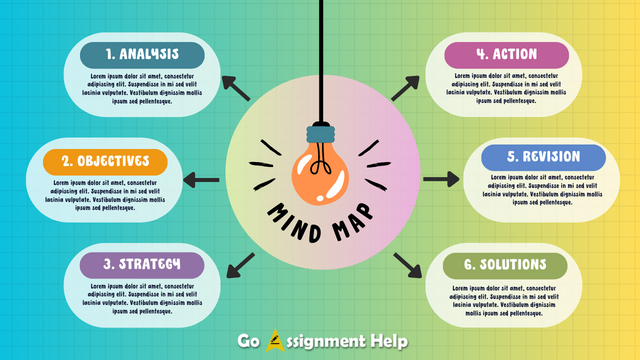 1. ANALYSIS
Lorem ipsum dolor sit amet, consectetur
adipiscing elit. Suspendisse in mi sed velit
lacinia vulputate. Vestibulum dignissim mollis
ipsum sed pellentesque.
2. OBJECTIVES
Lorem ipsum dolor sit amet, consectetur
adipiscing elit. Suspendisse in mi sed velit
lacinia vulputate. Vestibulum dignissim mollis
ipsum sed pellentesque.
3. STRATEGY
Lorem ipsum dolor sit amet, consectetur
adipiscing elit. Suspendisse in mi sed velit
lacinia vulputate. Vestibulum dignissim mollis
ipsum sed pellentesque.
MIND MAP
4. ACTION
Lorem ipsum dolor sit amet, consectetur
adipiscing elit. Suspendisse in mi sed velit
lacinia vulputate. Vestibulum dignissim mollis
ipsum sed pellentesque.
5. REVISION
Lorem ipsum dolor sit amet, consectetur
adipiscing elit. Suspendisse in mi sed velit
lacinia vulputate. Vestibulum dignissim mollis
ipsum sed pellentesque.
6. SOLUTIONS
Lorem ipsum dolor sit amet, consectetur
adipiscing elit. Suspendisse in mi sed velit
lacinia vulputate. Vestibulum dignissim
mollis ipsum sed pellentesque.
Go Assignment Help